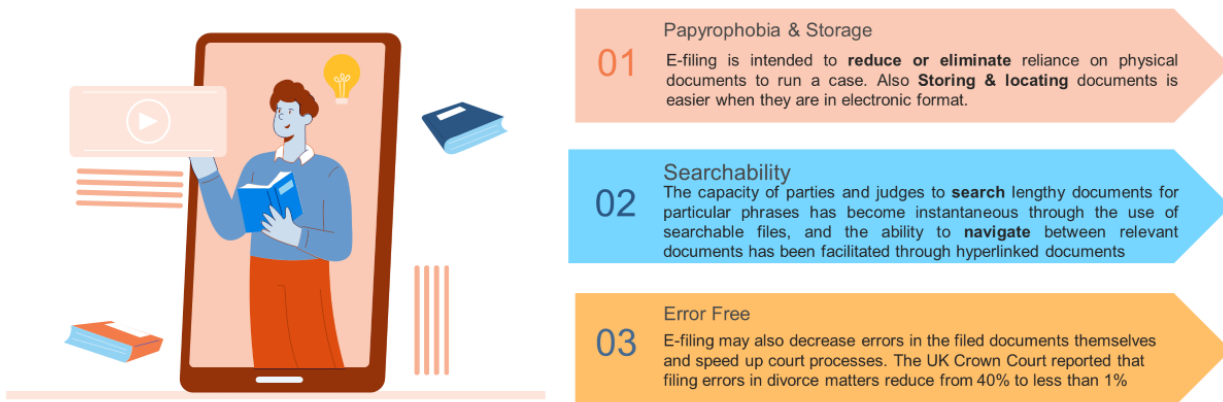 Papyrophobia & Storage
01
E-filing is intended to reduce or eliminate reliance on physical
documents to run a case. Also Storing & locating documents is
easier when they are in electronic format.
Searchability
02
The capacity of parties and judges to search lengthy documents for
particular phrases has become instantaneous through the use of
searchable files, and the ability to navigate between relevant
documents has been facilitated through hyperlinked documents
Error Free
03
E-filing may also decrease errors in the filed documents themselves
and speed up court processes. The UK Crown Court reported that
filing errors in divorce matters reduce from 40% to less than 1%